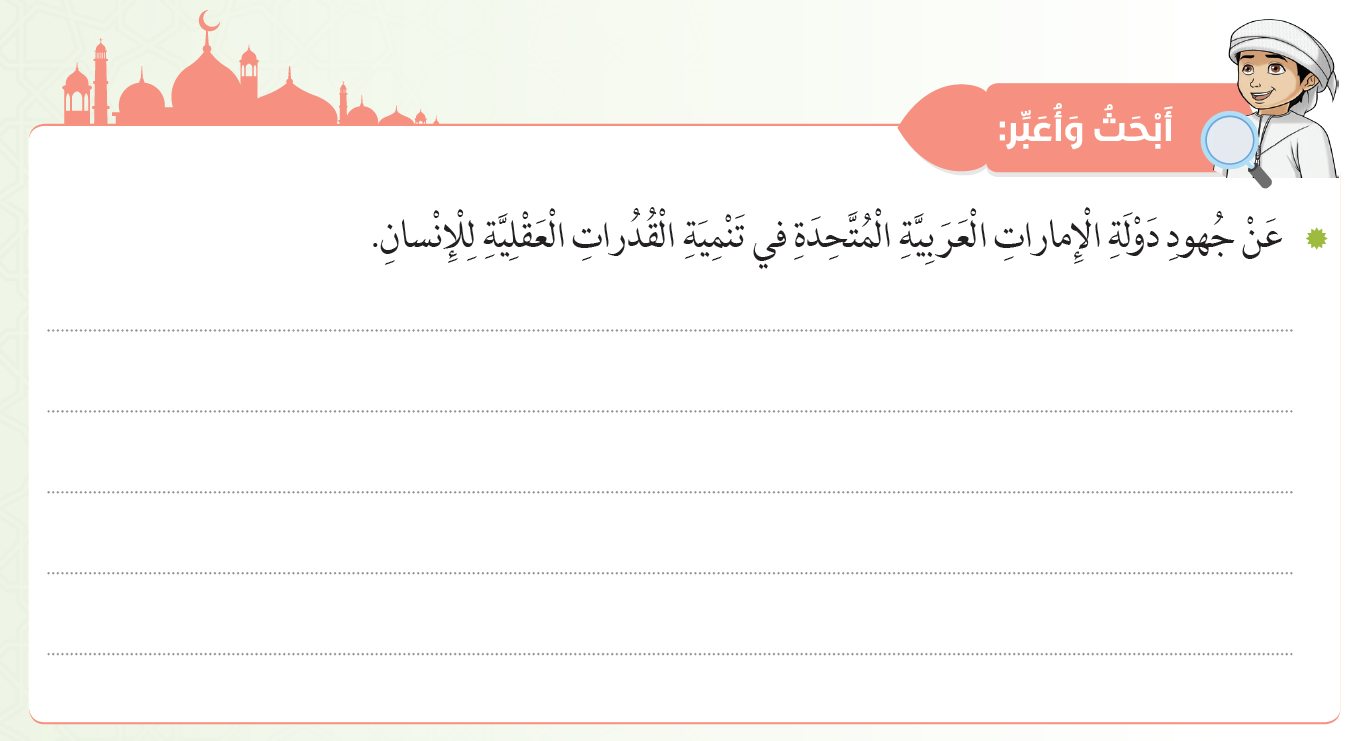 أَبْحَثُ وَأُعَبِّر:
عَنْ جُهودِ دَوْلَةِ الْإِماراتِ الْعَرَبِيَّةِ الْمُتَّحِدَةِ في تَنْمِيَةِ الْقُدُراتِ الْعَقْلِيَّةِ لِلْإِنْسانِ.